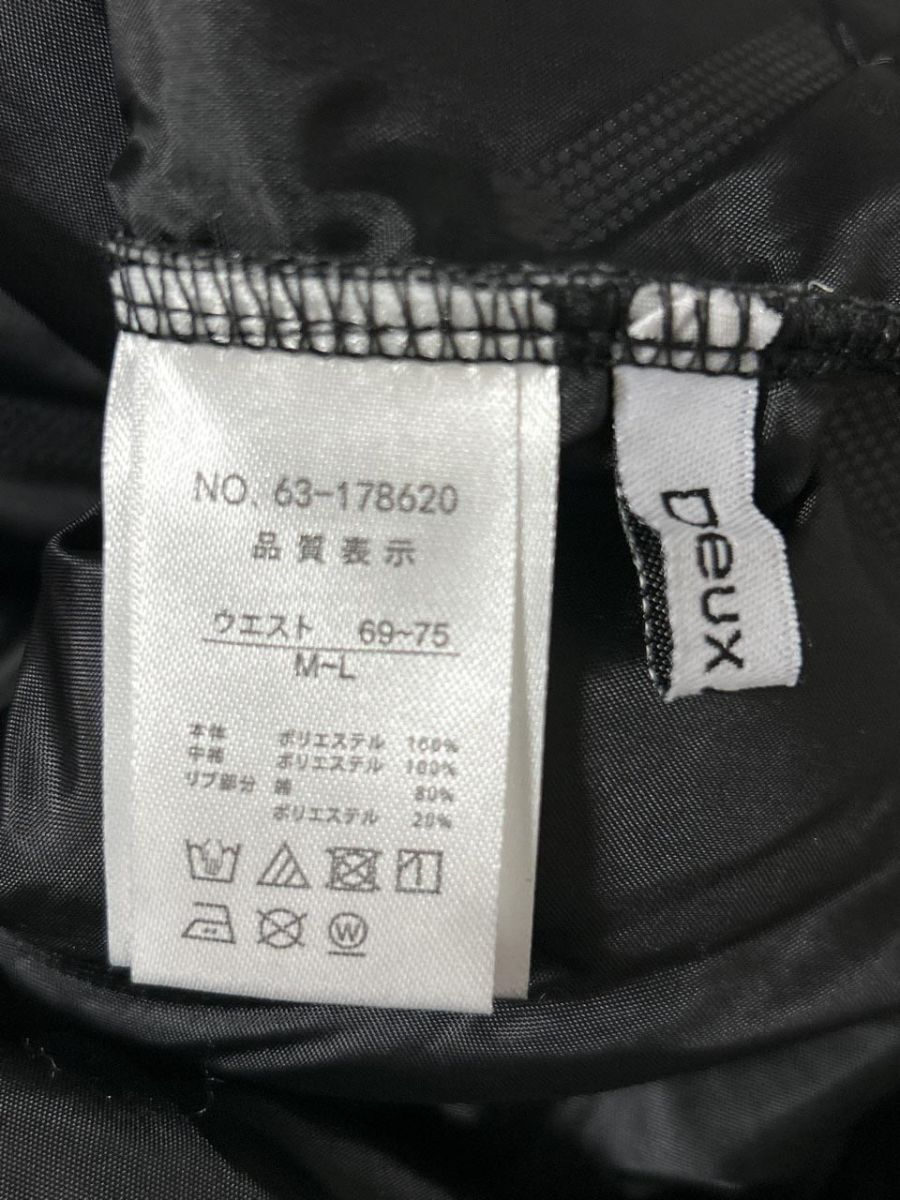 NO. 63-178620
品質表示
ウエスト 69~75
M~L
本体 ポリエステル 100%
中綿 ポリエステル 100%
リブ部分 綿 80%
ポリエステル 20%
W
Deux